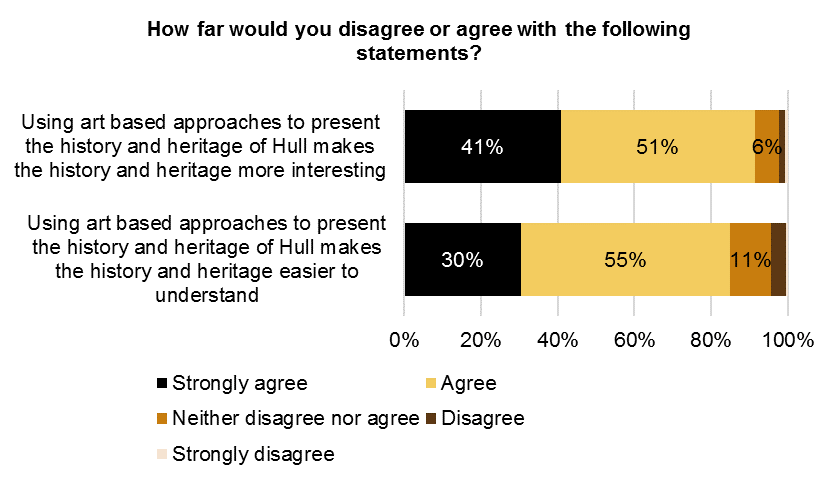 How far would you disagree or agree with the following
statements?
Using art based approaches to present
the history and heritage of Hull makes
the history and heritage more interesting
41% 51% 6%
Using art based approaches to present
the history and heritage of Hull makes
the history and heritage easier to
understand
30% 55% 11%
0% 20% 40% 60% 80% 100%
Strongly agree Agree
Neither disagree nor agree Disagree
Strongly disagree